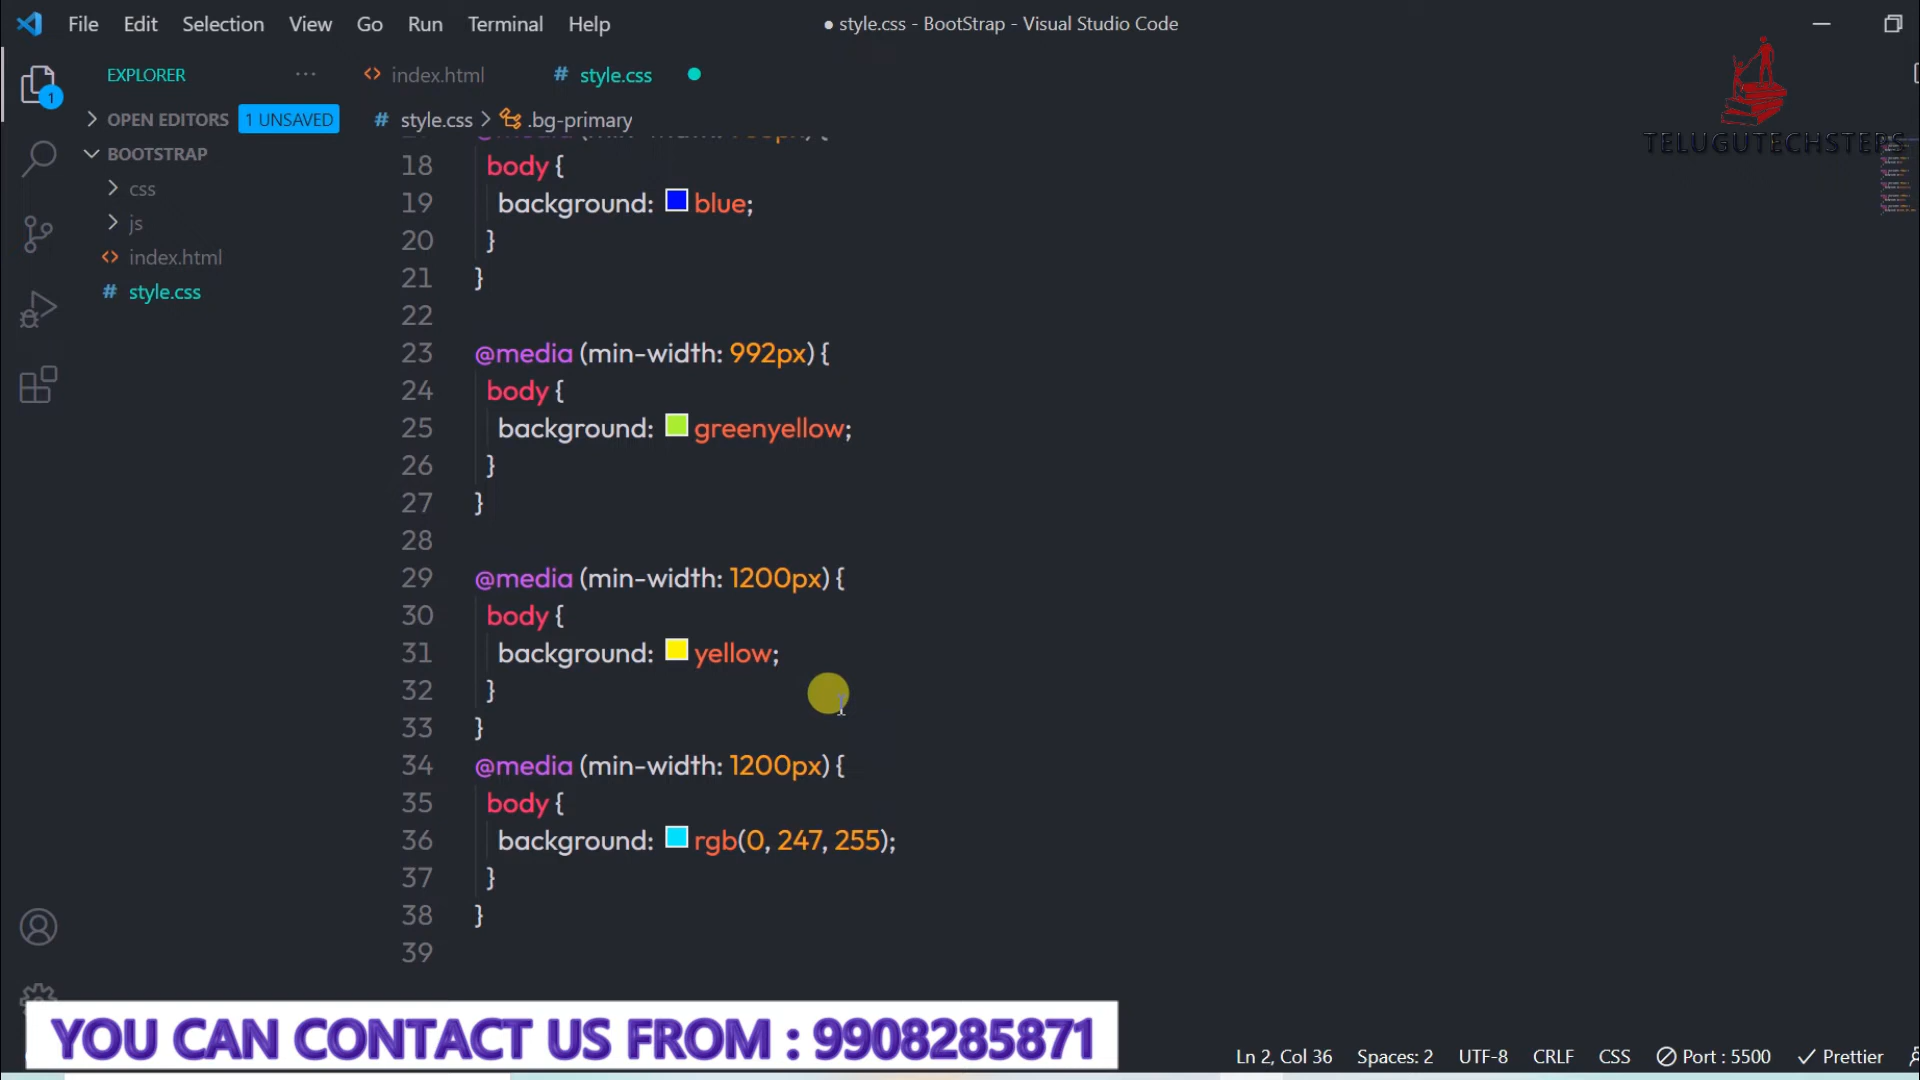 File Edit Selection View Go Run Terminal Help ● style.css - BootStrap - Visual Studio Code
EXPLORER ··· index.html # style.css
OPEN EDITORS 1 UNSAVED # style.css > .bg-primary
BOOTSTRAP
css
js
index.html
# style.css
1
18 body {
19 background: blue;
20 }
21 }
22
23 @media (min-width: 992px) {
24 body {
25 background: greenyellow;
26 }
27 }
28
29 @media (min-width: 1200px) {
30 body {
31 background: yellow;
32 }
33 }
34 @media (min-width: 1200px) {
35 body {
36 background: rgb(0, 247, 255);
37 }
38 }
39
TELUGUTECHSTEPS
YOU CAN CONTACT US FROM : 9908285871
Ln 2, Col 36 Spaces: 2 UTF-8 CRLF CSS Port : 5500 Prettier